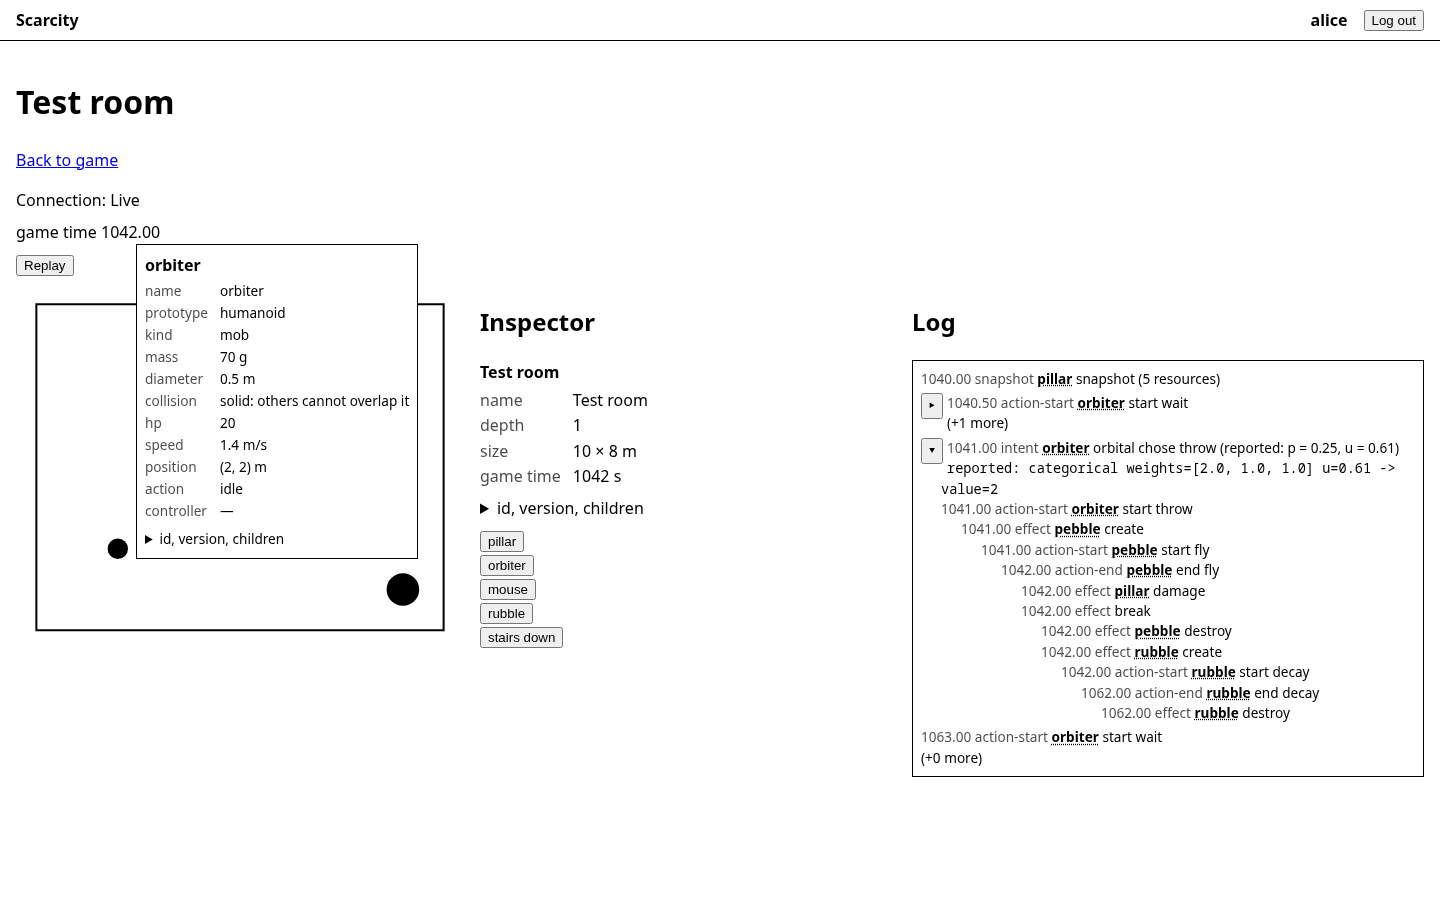 Scarcity
alice
Log out
Test room
Back to game
Connection: Live
game time 1042.00
Replay
orbiter
name orbiter
prototype humanoid
kind mob
mass 70 g
diameter 0.5 m
collision solid: others cannot overlap it
hp 20
speed 1.4 m/s
position (2, 2) m
action idle
controller —
▶ id, version, children
Inspector
Test room
name Test room
depth 1
size 10 × 8 m
game time 1042 s
▶ id, version, children
pillar
orbiter
mouse
rubble
stairs down
Log
1040.00 snapshot pillar snapshot (5 resources)
▸ 1040.50 action-start orbiter start wait
(+1 more)
▾ 1041.00 intent orbiter orbital chose throw (reported: p = 0.25, u = 0.61)
reported: categorical weights=[2.0, 1.0, 1.0] u=0.61 ->
value=2
1041.00 action-start orbiter start throw
1041.00 effect pebble create
1041.00 action-start pebble start fly
1042.00 action-end pebble end fly
1042.00 effect pillar damage
1042.00 effect break
1042.00 effect pebble destroy
1042.00 effect rubble create
1042.00 action-start rubble start decay
1062.00 action-end rubble end decay
1062.00 effect rubble destroy
1063.00 action-start orbiter start wait
(+0 more)